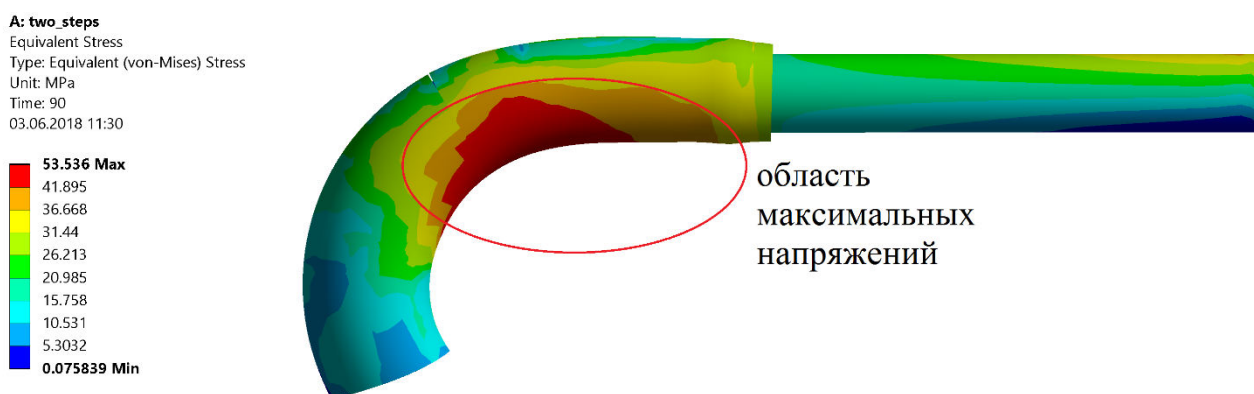 A: two_steps
Equivalent Stress
Type: Equivalent (von-Mises) Stress
Unit: MPa
Time: 90
03.06.2018 11:30
53.536 Max
41.895
36.668
31.44
26.213
20.985
15.758
10.531
5.3032
0.075839 Min
область
максимальных
напряжений